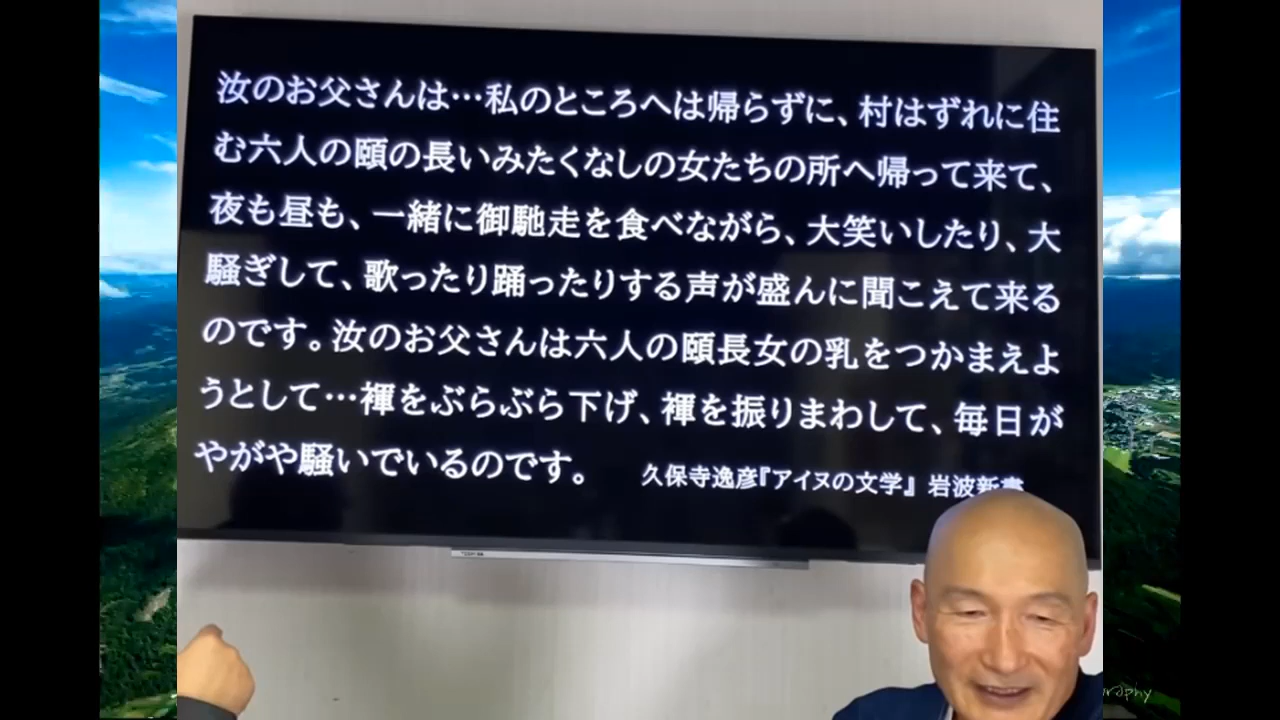 汝のお父さんは…私のところへは帰らずに、村はずれに住
む六人の頤の長いみたくなしの女たちの所へ帰って来て、
夜も昼も、一緒に御馳走を食べながら、大笑いしたり、大
騒ぎして、歌ったり踊ったりする声が盛んに聞こえて来る
のです。汝のお父さんは六人の頤長女の乳をつかまえよ
うとして…褌をぶらぶら下げ、褌を振りまわして、毎日が
やがや騒いでいるのです。
久保寺逸彦『アイヌの文学』 岩波新書
TOSHIBA